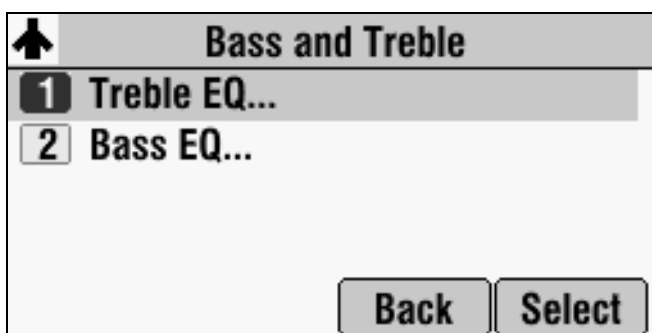 Bass and Treble
1 Treble EQ...
2 Bass EQ...
Back Select